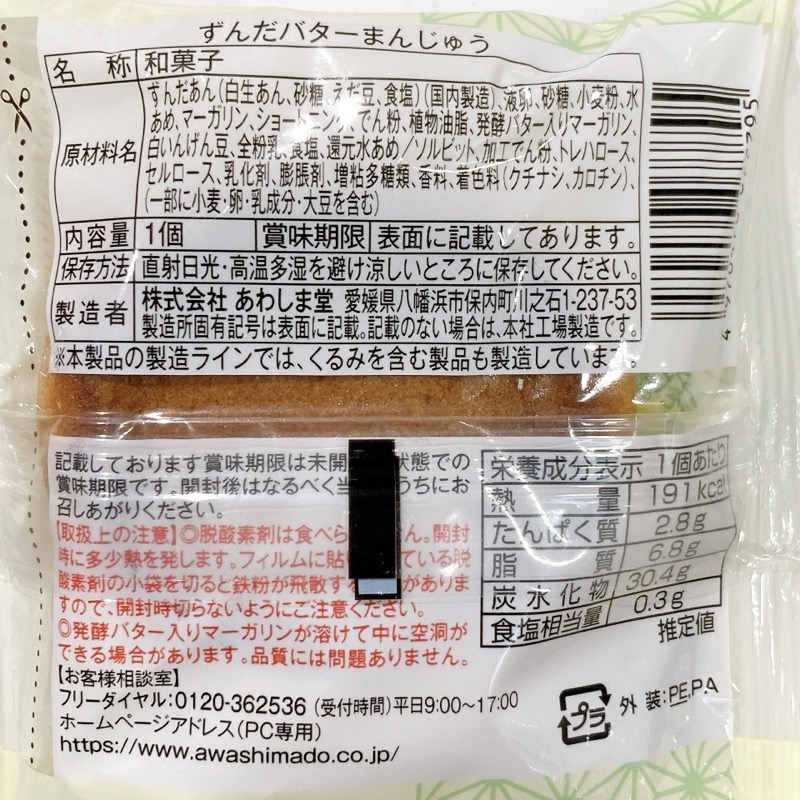 ずんだバターまんじゅう
名 称 和菓子
原材料名
ずんだあん(白生あん、砂糖、えだ豆、食塩)(国内製造)、液卵、砂糖、小麦粉、水
あめ、マーガリン、ショートニング、でん粉、植物油脂、発酵バター入りマーガリン、
白いんげん豆、全粉乳、食塩、還元水あめ/ソルビット、加工でん粉、トレハロース、
セルロース、乳化剤、膨脹剤、増粘多糖類、香料、着色料(クチナシ、カロチン)、
(一部に小麦・卵・乳成分・大豆を含む)
内容量 1個 賞味期限 表面に記載してあります。
保存方法 直射日光・高温多湿を避け涼しいところに保存してください。
製造者
株式会社 あわしま堂 愛媛県八幡浜市保内町川之石1-237-53
製造所固有記号は表面に記載。記載のない場合は、本社工場製造です。
※本製品の製造ラインでは、くるみを含む製品も製造しています。
記載しております賞味期限は未開 状態での
賞味期限です。開封後はなるべく当 うちにお
召しあがりください。
【取扱上の注意】◎脱酸素剤は食べら ん。開封
時に多少熱を発します。フィルムに貼り ている脱
酸素剤の小袋を切ると鉄粉が飛散す がありま
すので、開封時切らないようにご注意ください。
◎発酵バター入りマーガリンが溶けて中に空洞が
できる場合があります。品質には問題ありません。
【お客様相談室】
フリーダイヤル:0120-362536 (受付時間)平日9:00~17:00
ホームページアドレス(PC専用)
https://www.awashimado.co.jp/
栄養成分表示 1個あたり
熱 量 191kcal
たんぱく質 2.8g
脂 質 6.8g
炭水化物 30.4g
食塩相当量 0.3g
推定値
プラ 外 装:PE,P,A